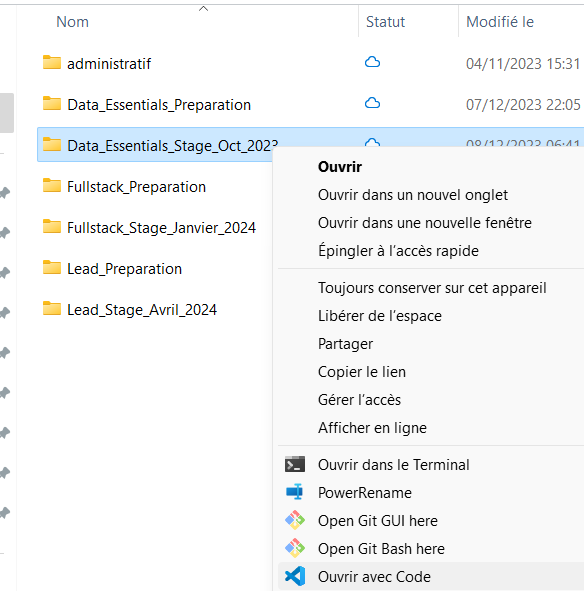 Nom Statut Modifié le
administratif 04/11/2023 15:31
Data_Essentials_Preparation 07/12/2023 22:05
Data_Essentials_Stage_Oct_2023 08/12/2023 06:41
Fullstack_Preparation
Fullstack_Stage_Janvier_2024
Lead_Preparation
Lead_Stage_Avril_2024
Ouvrir
Ouvrir dans un nouvel onglet
Ouvrir dans une nouvelle fenêtre
Épingler à l’accès rapide
Toujours conserver sur cet appareil
Libérer de l’espace
Partager
Copier le lien
Gérer l’accès
Afficher en ligne
Ouvrir dans le Terminal
PowerRename
Open Git GUI here
Open Git Bash here
Ouvrir avec Code